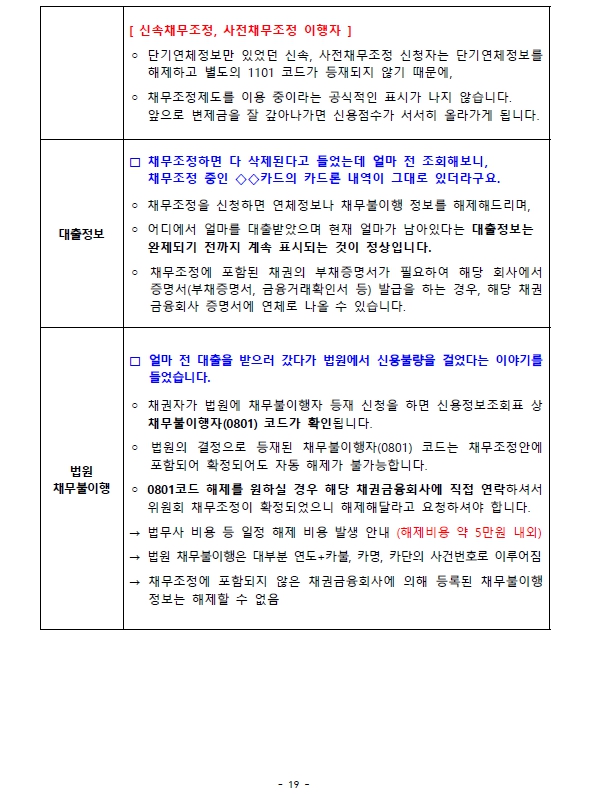 [ 신속채무조정, 사전채무조정 이행자 ]
○ 단기연체정보만 있었던 신속, 사전채무조정 신청자는 단기연체정보를
해제하고 별도의 1101 코드가 등재되지 않기 때문에,
○ 채무조정제도를 이용 중이라는 공식적인 표시가 나지 않습니다.
앞으로 변제금을 잘 갚아나가면 신용점수가 서서히 올라가게 됩니다.
대출정보
□ 채무조정하면 다 삭제된다고 들었는데 얼마 전 조회해보니,
채무조정 중인 ◇◇카드의 카드론 내역이 그대로 있더라구요.
○ 채무조정을 신청하면 연체정보나 채무불이행 정보를 해제해드리며,
○ 어디에서 얼마를 대출받았으며 현재 얼마가 남아있다는 대출정보는
완제되기 전까지 계속 표시되는 것이 정상입니다.
○ 채무조정에 포함된 채권의 부채증명서가 필요하여 해당 회사에서
증명서(부채증명서, 금융거래확인서 등) 발급을 하는 경우, 해당 채권
금융회사 증명서에 연체로 나올 수 있습니다.
법원
채무불이행
□ 얼마 전 대출을 받으러 갔다가 법원에서 신용불량을 걸었다는 이야기를
들었습니다.
○ 채권자가 법원에 채무불이행자 등재 신청을 하면 신용정보조회표 상
채무불이행자(0801) 코드가 확인됩니다.
○ 법원의 결정으로 등재된 채무불이행자(0801) 코드는 채무조정안에
포함되어 확정되어도 자동 해제가 불가능합니다.
○ 0801코드 해제를 원하실 경우 해당 채권금융회사에 직접 연락하셔서
위원회 채무조정이 확정되었으니 해제해달라고 요청하셔야 합니다.
→ 법무사 비용 등 일정 해제 비용 발생 안내 (해제비용 약 5만원 내외)
→ 법원 채무불이행은 대부분 연도+카불, 카명, 카단의 사건번호로 이루어짐
→ 채무조정에 포함되지 않은 채권금융회사에 의해 등록된 채무불이행
정보는 해제할 수 없음
- 19 -